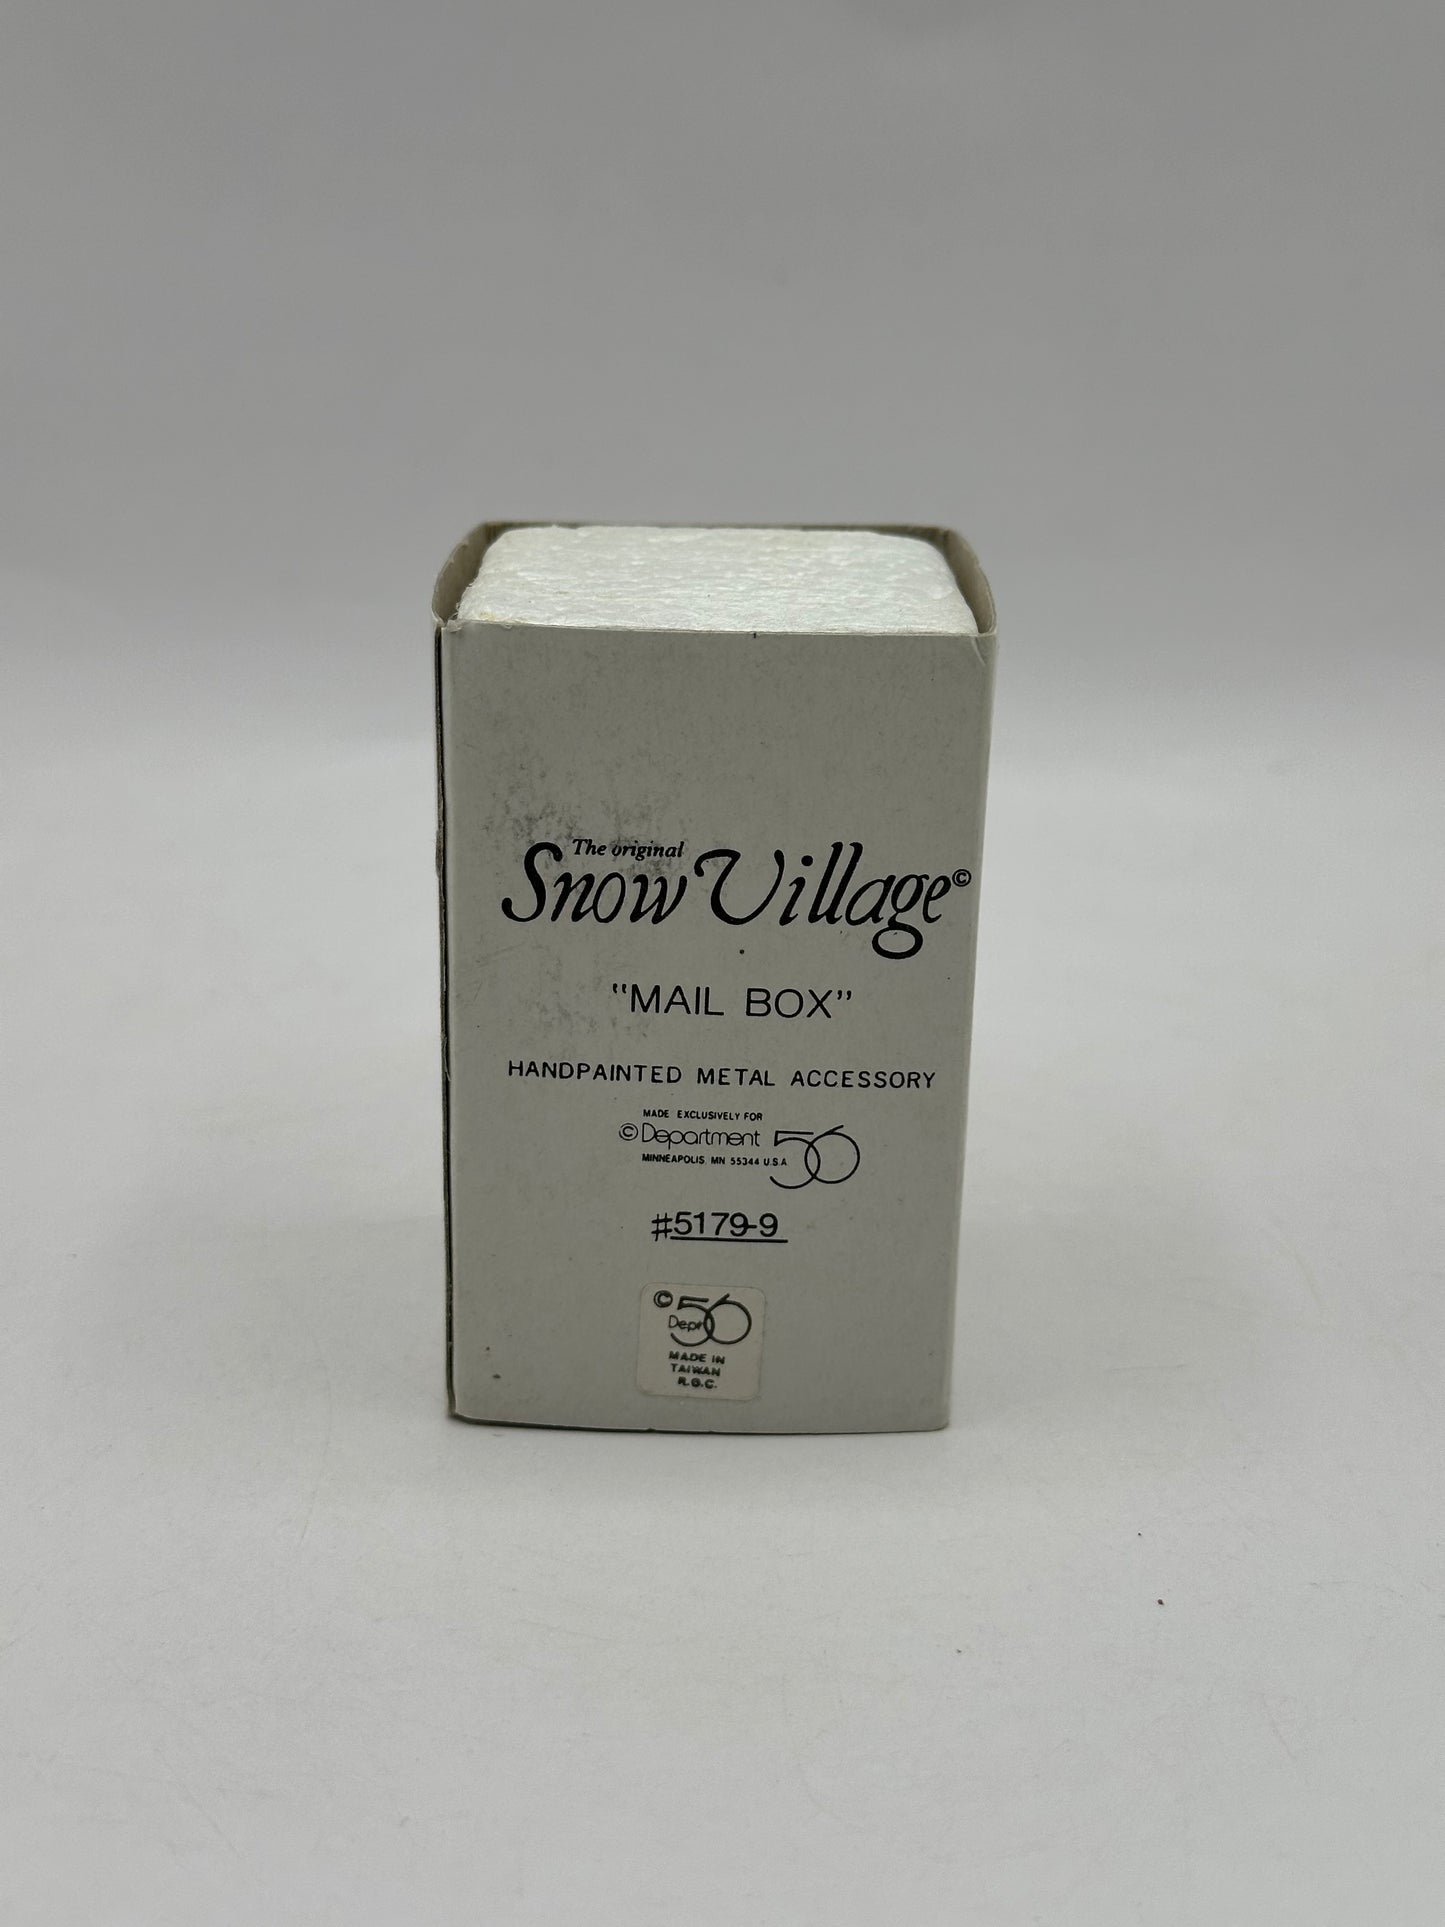 The original
Snow Village©
"MAIL BOX"
HANDPAINTED METAL ACCESSORY
MADE EXCLUSIVELY FOR
©Department 56
MINNEAPOLIS, MN 55344 U.S.A
#5179-9
© 56
Dept
MADE IN
TAIWAN
R.O.C.